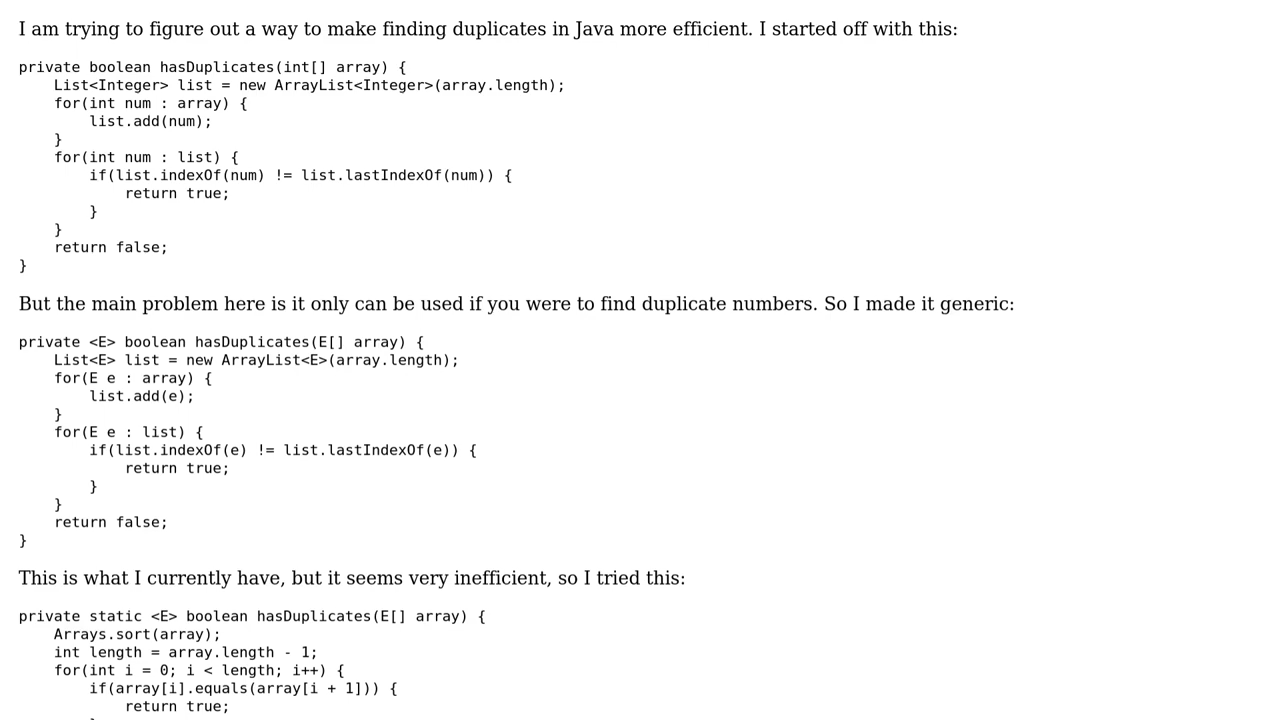 I am trying to figure out a way to make finding duplicates in Java more efficient. I started off with this:
private boolean hasDuplicates(int[] array) {
    List<Integer> list = new ArrayList<Integer>(array.length);
    for(int num : array) {
        list.add(num);
    }
    for(int num : list) {
        if(list.indexOf(num) != list.lastIndexOf(num)) {
            return true;
        }
    }
    return false;
}
But the main problem here is it only can be used if you were to find duplicate numbers. So I made it generic:
private <E> boolean hasDuplicates(E[] array) {
    List<E> list = new ArrayList<E>(array.length);
    for(E e : array) {
        list.add(e);
    }
    for(E e : list) {
        if(list.indexOf(e) != list.lastIndexOf(e)) {
            return true;
        }
    }
    return false;
}
This is what I currently have, but it seems very inefficient, so I tried this:
private static <E> boolean hasDuplicates(E[] array) {
    Arrays.sort(array);
    int length = array.length - 1;
    for(int i = 0; i < length; i++) {
        if(array[i].equals(array[i + 1])) {
            return true;